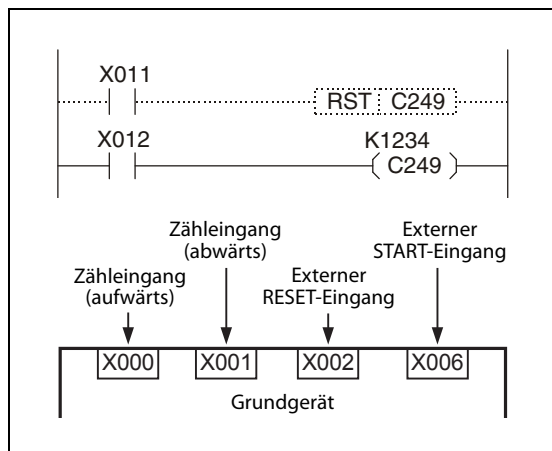 X011
RST C249
X012
K1234
C249
Zähleingang
(aufwärts)
Zähleingang
(abwärts)
Externer
RESET-Eingang
Externer
START-Eingang
X000 X001 X002 X006
Grundgerät